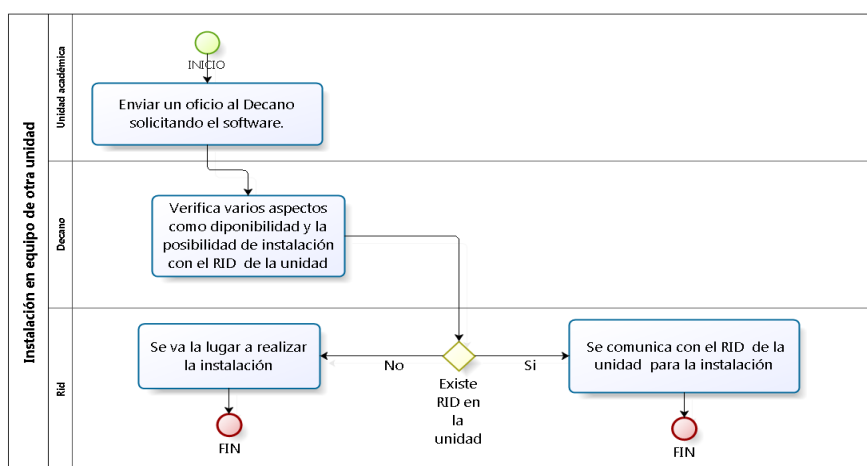 Instalación en equipo de otra unidad
Unidad académica
INICIO
Enviar un oficio al Decano
solicitando el software.
Decano
Verifica varios aspectos
como diponibilidad y la
posibilidad de instalación
con el RID de la unidad
Rid
Se va la lugar a realizar
la instalación
No
Existe
RID en
la
unidad
Si
Se comunica con el RID de la
unidad para la instalación
FIN
FIN